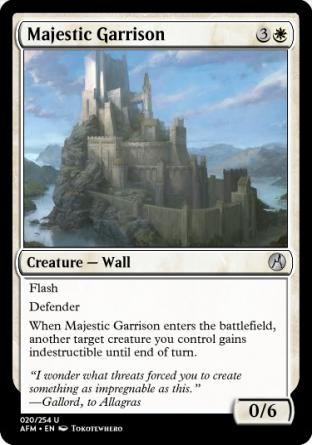 Majestic Garrison 3
Creature — Wall
Flash
Defender
When Majestic Garrison enters the battlefield,
another target creature you control gains
indestructible until end of turn.
“I wonder what threats forced you to create
something as impregnable as this.”
—Gallord, to Allagras
0/6
020/254 U
AFM • EN Tokotewhero